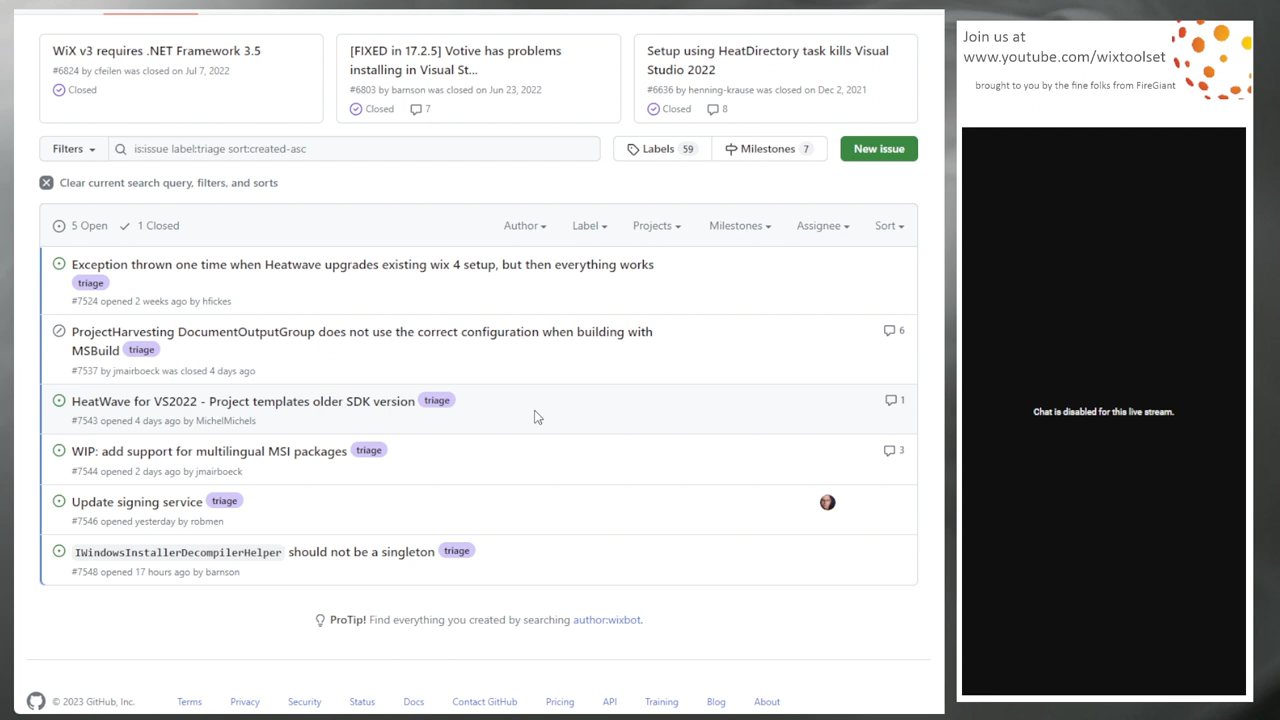 WiX v3 requires .NET Framework 3.5
#6824 by cfeilen was closed on Jul 7, 2022
Closed
[FIXED in 17.2.5] Votive has problems
installing in Visual St...
#6803 by barnson was closed on Jun 23, 2022
Closed 7
Setup using HeatDirectory task kills Visual
Studio 2022
#6636 by henning-krause was closed on Dec 2, 2021
Closed 8
Filters is:issue label:triage sort:created-asc Labels 59 Milestones 7 New issue
Clear current search query, filters, and sorts
5 Open 1 Closed Author Label Projects Milestones Assignee Sort
Exception thrown one time when Heatwave upgrades existing wix 4 setup, but then everything works
triage
#7524 opened 2 weeks ago by hfickes
ProjectHarvesting DocumentOutputGroup does not use the correct configuration when building with 6
MSBuild triage
#7537 by jmairboeck was closed 4 days ago
HeatWave for VS2022 - Project templates older SDK version triage 1
#7543 opened 4 days ago by MichelMichels
WIP: add support for multilingual MSI packages triage 3
#7544 opened 2 days ago by jmairboeck
Update signing service triage
#7546 opened yesterday by robmen
IWindowsInstallerDecompilerHelper should not be a singleton triage
#7548 opened 17 hours ago by barnson
ProTip! Find everything you created by searching author:wixbot.
© 2023 GitHub, Inc. Terms Privacy Security Status Docs Contact GitHub Pricing API Training Blog About
Join us at
www.youtube.com/wixtoolset
brought to you by the fine folks from FireGiant
Chat is disabled for this live stream.